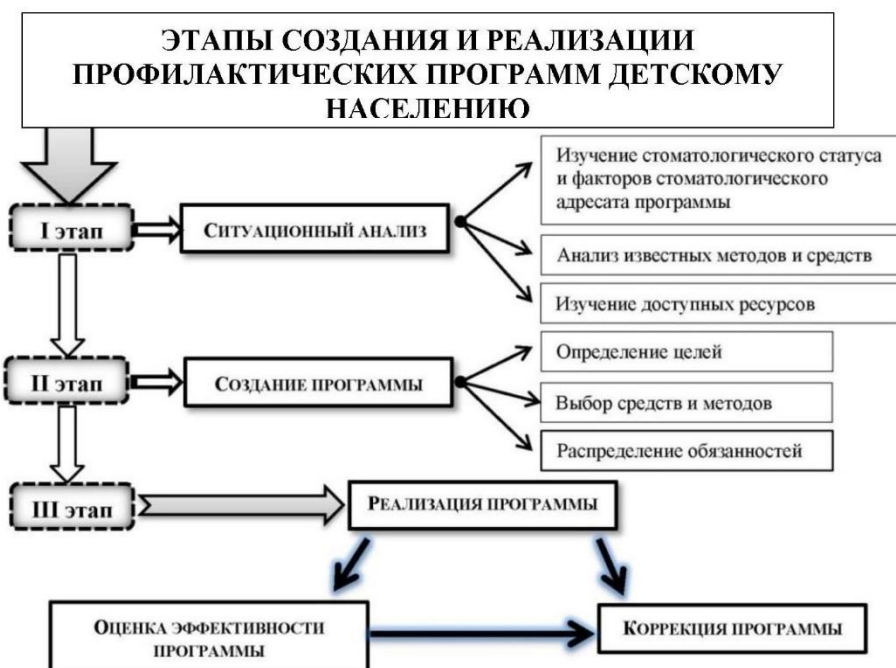 ЭТАПЫ СОЗДАНИЯ И РЕАЛИЗАЦИИ
ПРОФИЛАКТИЧЕСКИХ ПРОГРАММ ДЕТСКОМУ
НАСЕЛЕНИЮ
I этап
СИТУАЦИОННЫЙ АНАЛИЗ
Изучение стоматологического статуса
и факторов стоматологического
адресата программы
Анализ известных методов и средств
Изучение доступных ресурсов
II этап
СОЗДАНИЕ ПРОГРАММЫ
Определение целей
Выбор средств и методов
Распределение обязанностей
III этап
РЕАЛИЗАЦИЯ ПРОГРАММЫ
ОЦЕНКА ЭФФЕКТИВНОСТИ
ПРОГРАММЫ
КОРРЕКЦИЯ ПРОГРАММЫ